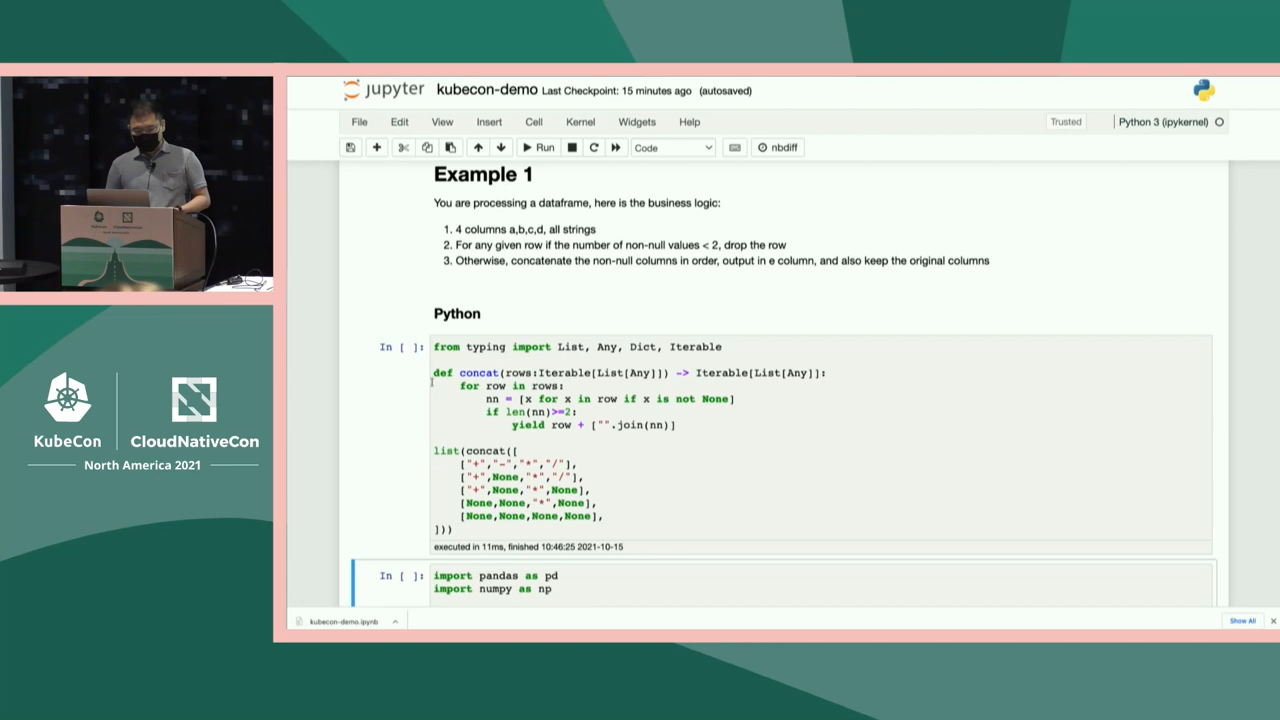 jupyter kubecon-demo Last Checkpoint: 15 minutes ago (autosaved)
File Edit View Insert Cell Kernel Widgets Help Trusted Python 3 (ipykernel)
Run Code nbdiff
Example 1
You are processing a dataframe, here is the business logic:
1. 4 columns a,b,c,d, all strings
2. For any given row if the number of non-null values < 2, drop the row
3. Otherwise, concatenate the non-null columns in order, output in e column, and also keep the original columns
Python
In [ ]: from typing import List, Any, Dict, Iterable
def concat(rows:Iterable[List[Any]]) -> Iterable[List[Any]]:
for row in rows:
nn = [x for x in row if x is not None]
if len(nn)>=2:
yield row + ["".join(nn)]
list(concat([
["+","-","*","/"],
["+",None,"*","/"],
["+",None,"*",None],
[None,None,"*",None],
[None,None,None,None],
]))
executed in 11ms, finished 10:46:25 2021-10-15
In [ ]: import pandas as pd
import numpy as np
kubecon-demo.ipynb Show All
KubeCon CloudNativeCon
North America 2021